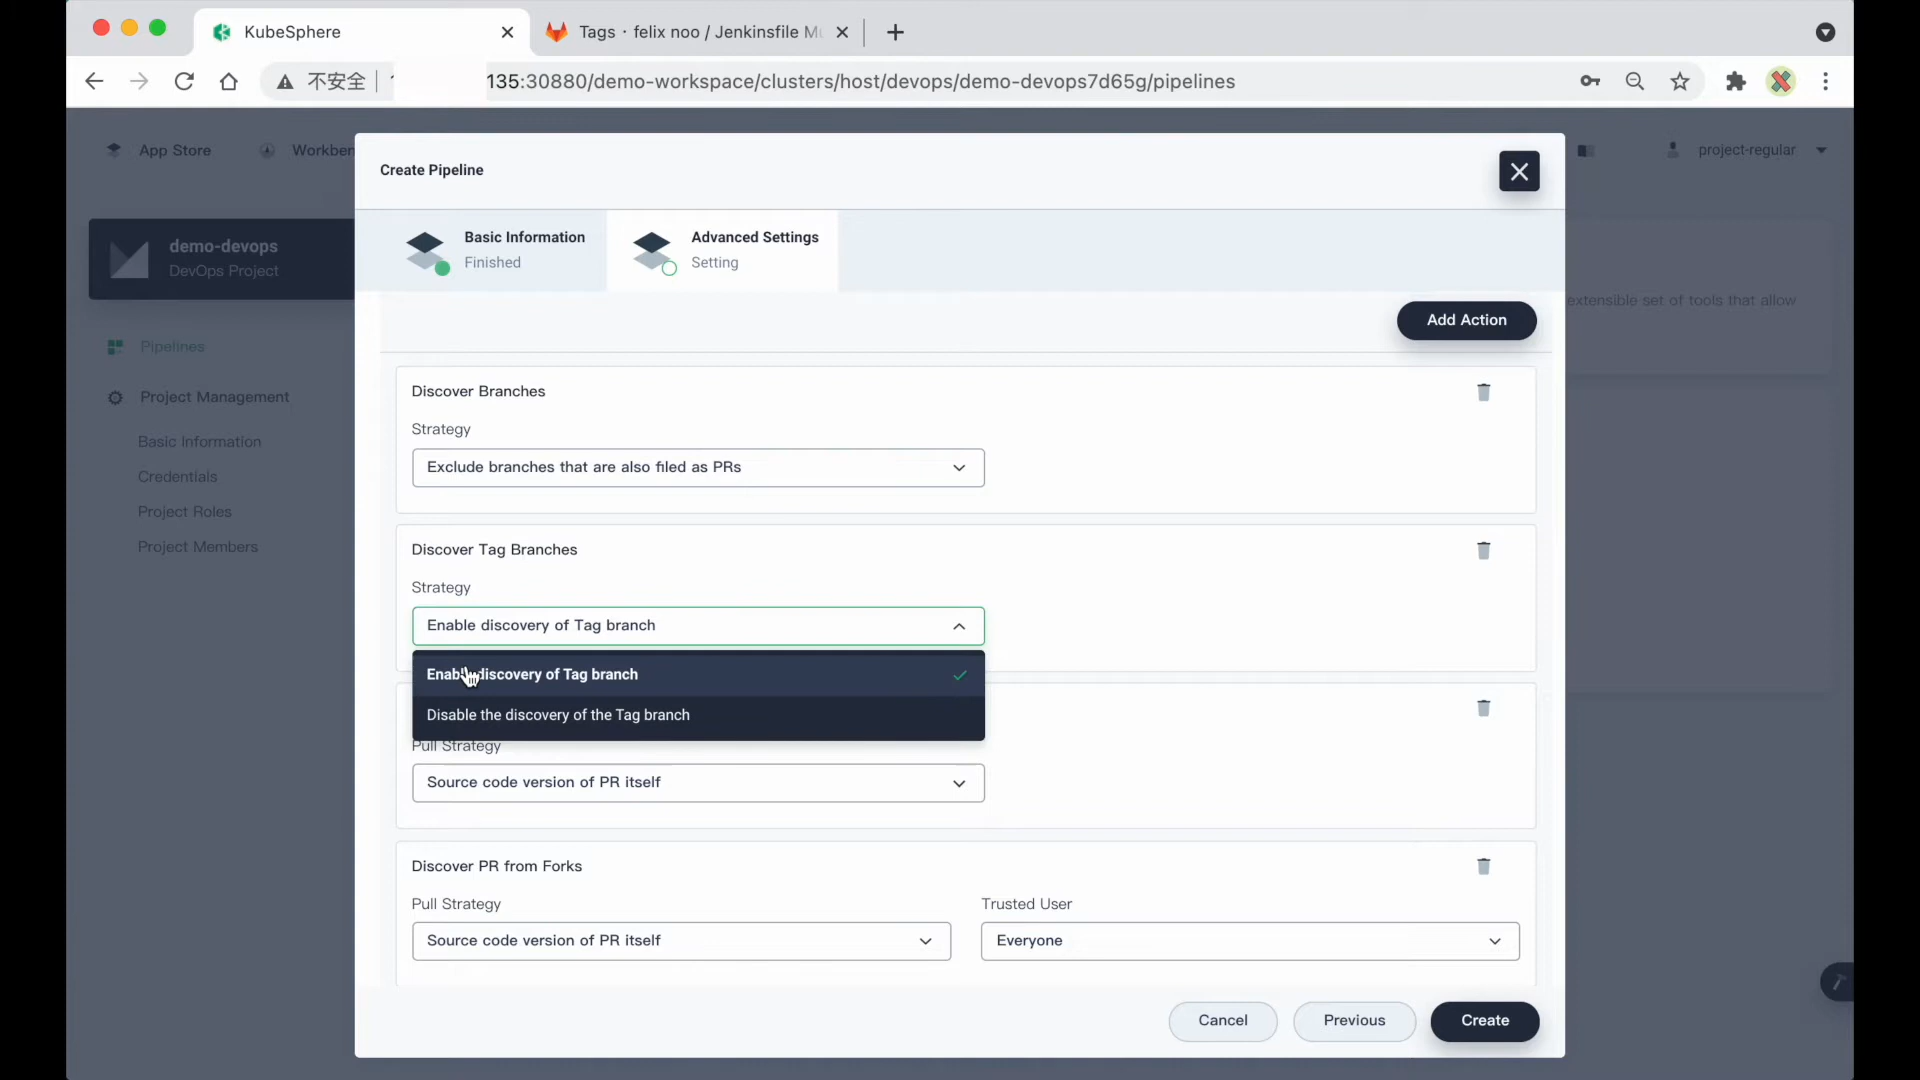 KubeSphere
Tags · felix noo / Jenkinsfile
不安全
135:30880/demo-workspace/clusters/host/devops/demo-devops7d65g/pipelines
App Store
Create Pipeline
project-regular
Basic Information
Finished
Advanced Settings
Setting
demo-devops
DevOps Project
extensible set of tools that allow
Add Action
Pipelines
Project Management
Basic Information
Credentials
Project Roles
Project Members
Discover Branches
Strategy
Exclude branches that are also filed as PRs
Discover Tag Branches
Strategy
Enable discovery of Tag branch
discovery of Tag branch
Disable the discovery of the Tag branch
Pull Strategy
Source code version of PR itself
Discover PR from Forks
Pull Strategy
Trusted User
Source code version of PR itself
Everyone
Cancel
Previous
Create